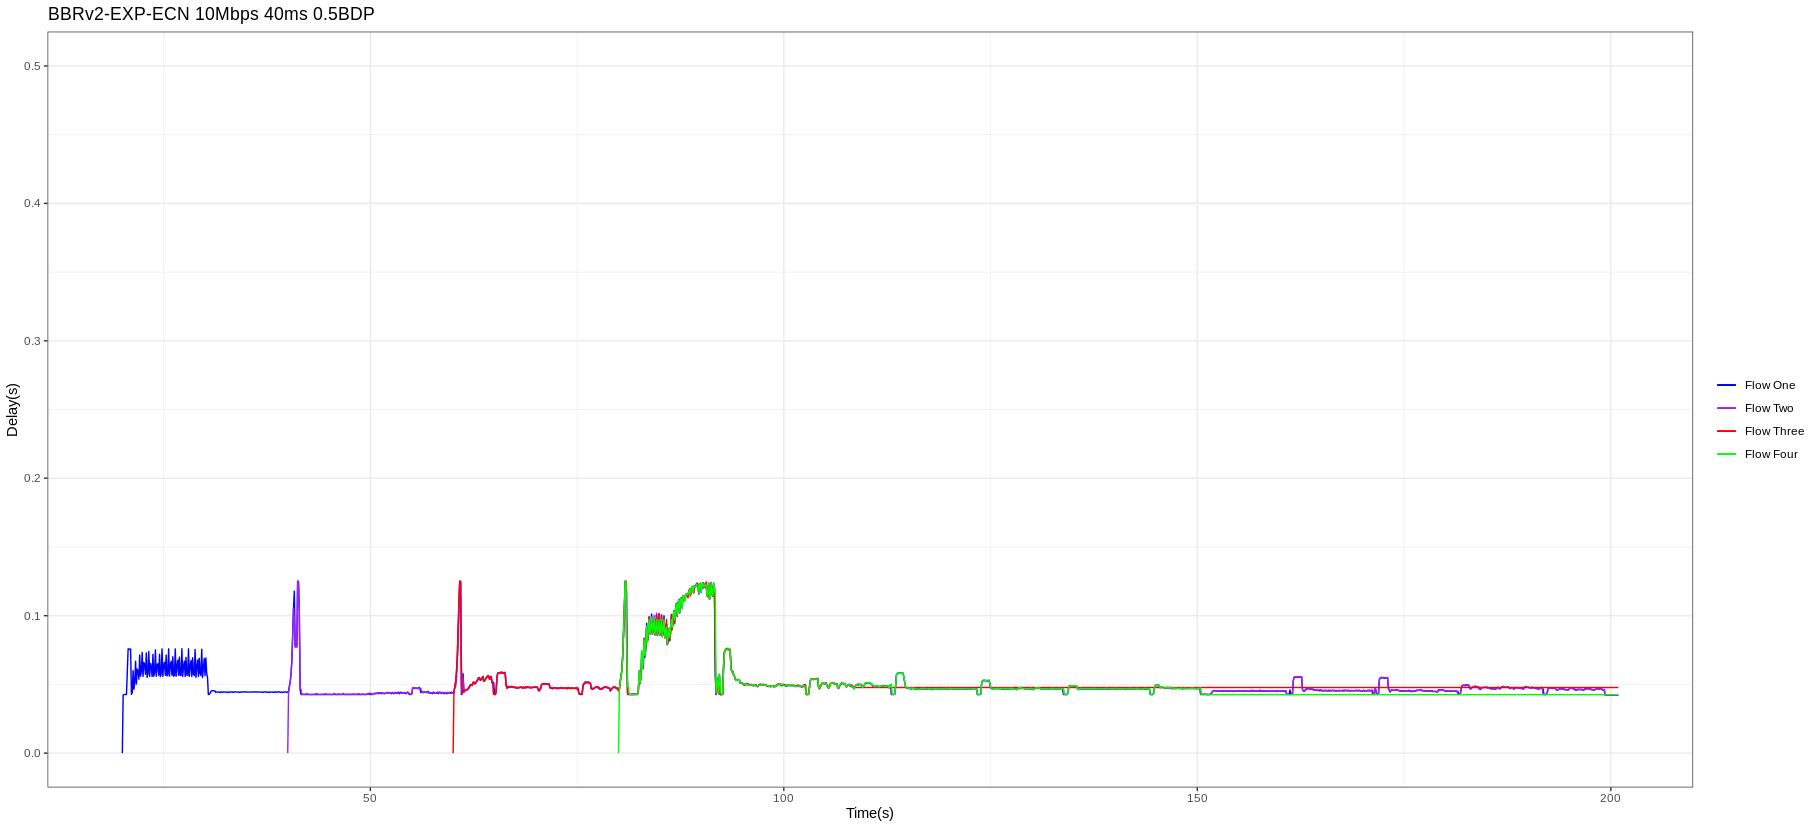 BBRv2-EXP-ECN 10Mbps 40ms 0.5BDP
0.5
0.4
0.3
0.2
0.1
0.0
Delay(s)
50
100
150
200
Time(s)
Flow One
Flow Two
Flow Three
Flow Four